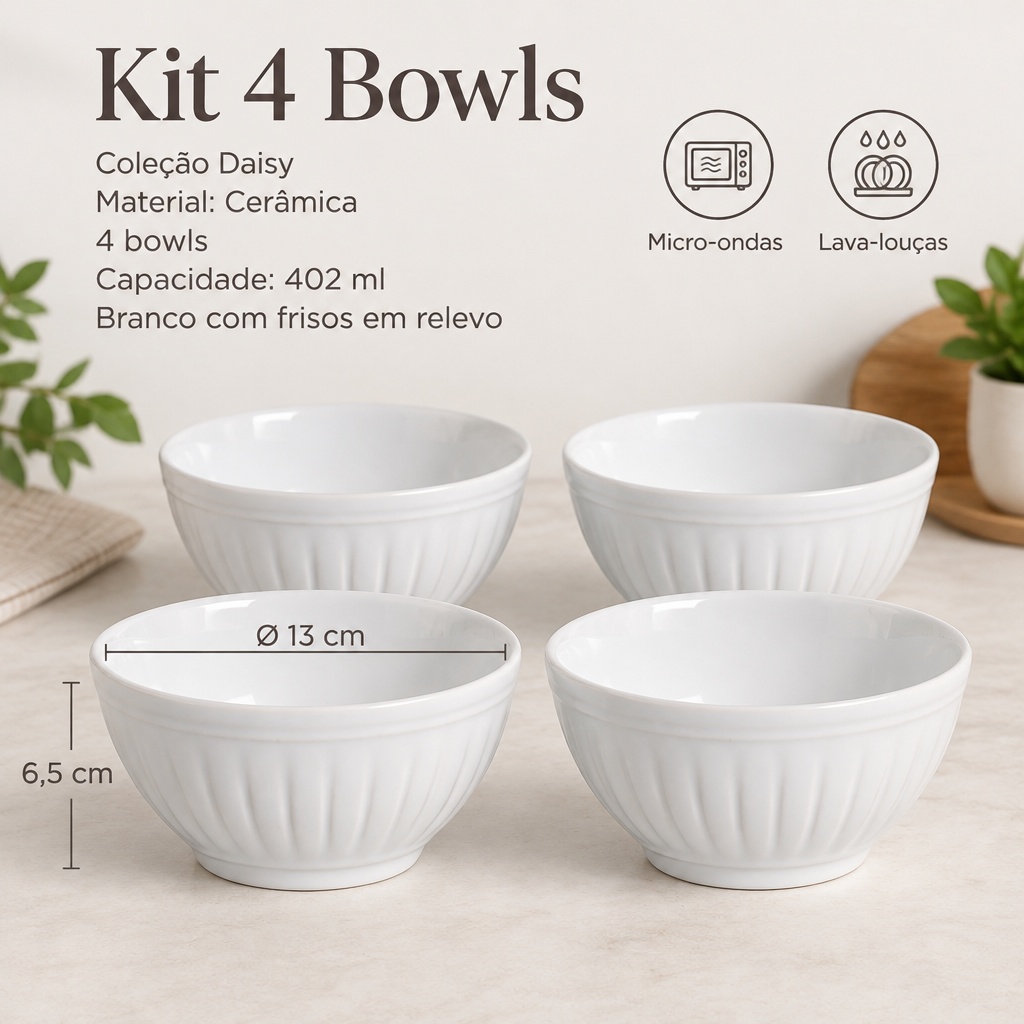 Kit 4 Bowls
Coleção Daisy
Material: Cerâmica
4 bowls
Capacidade: 402 ml
Branco com frisos em relevo
Micro-ondas
Lava-louças
Ø 13 cm
6,5 cm